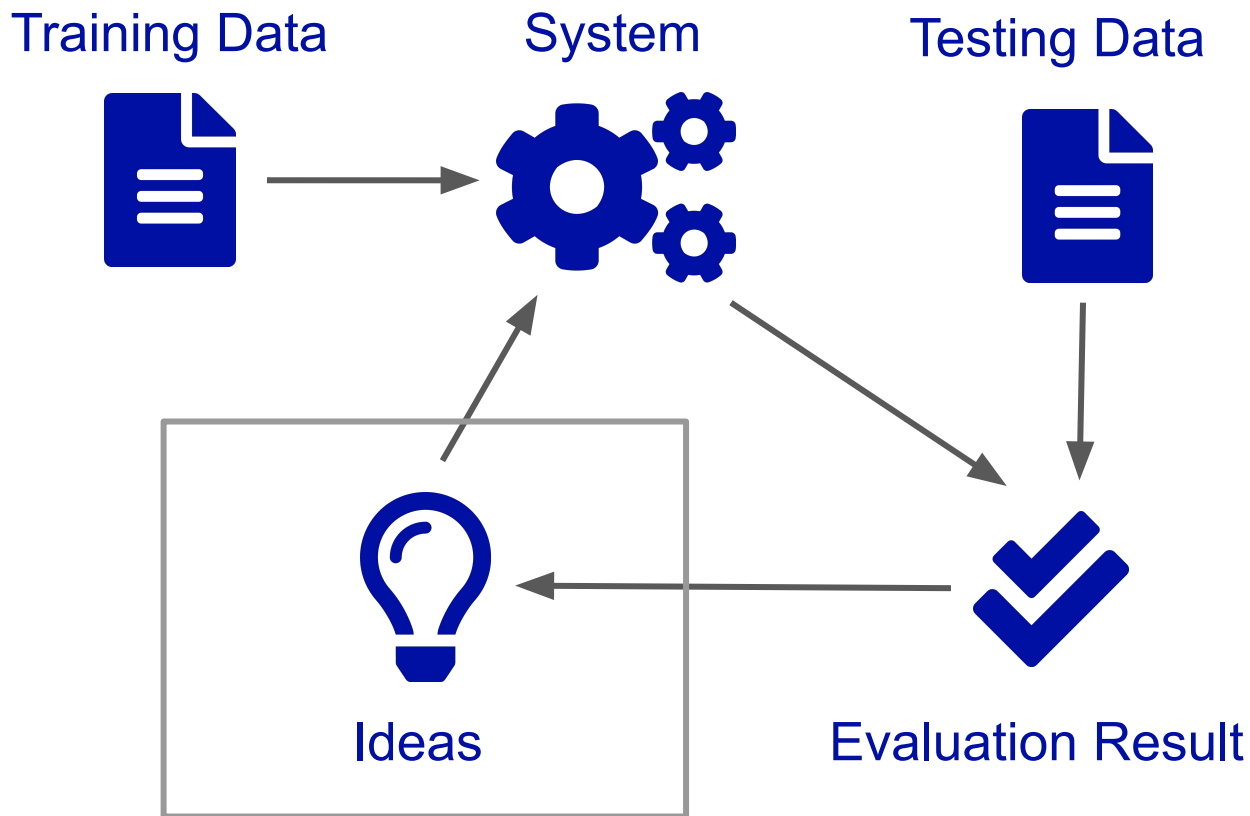 Training Data
System
Testing Data
Ideas
Evaluation Result